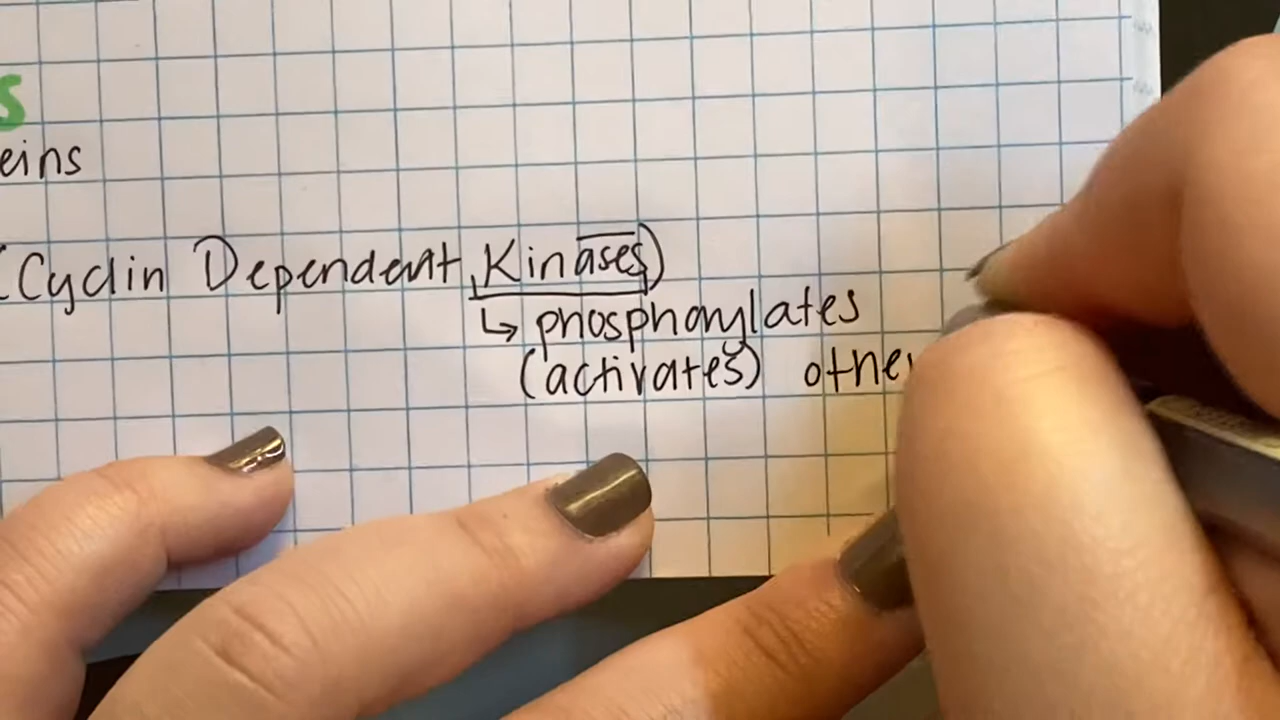 s
eins
(Cyclin Dependent Kinases)
↳ phosphorylates
(activates) other